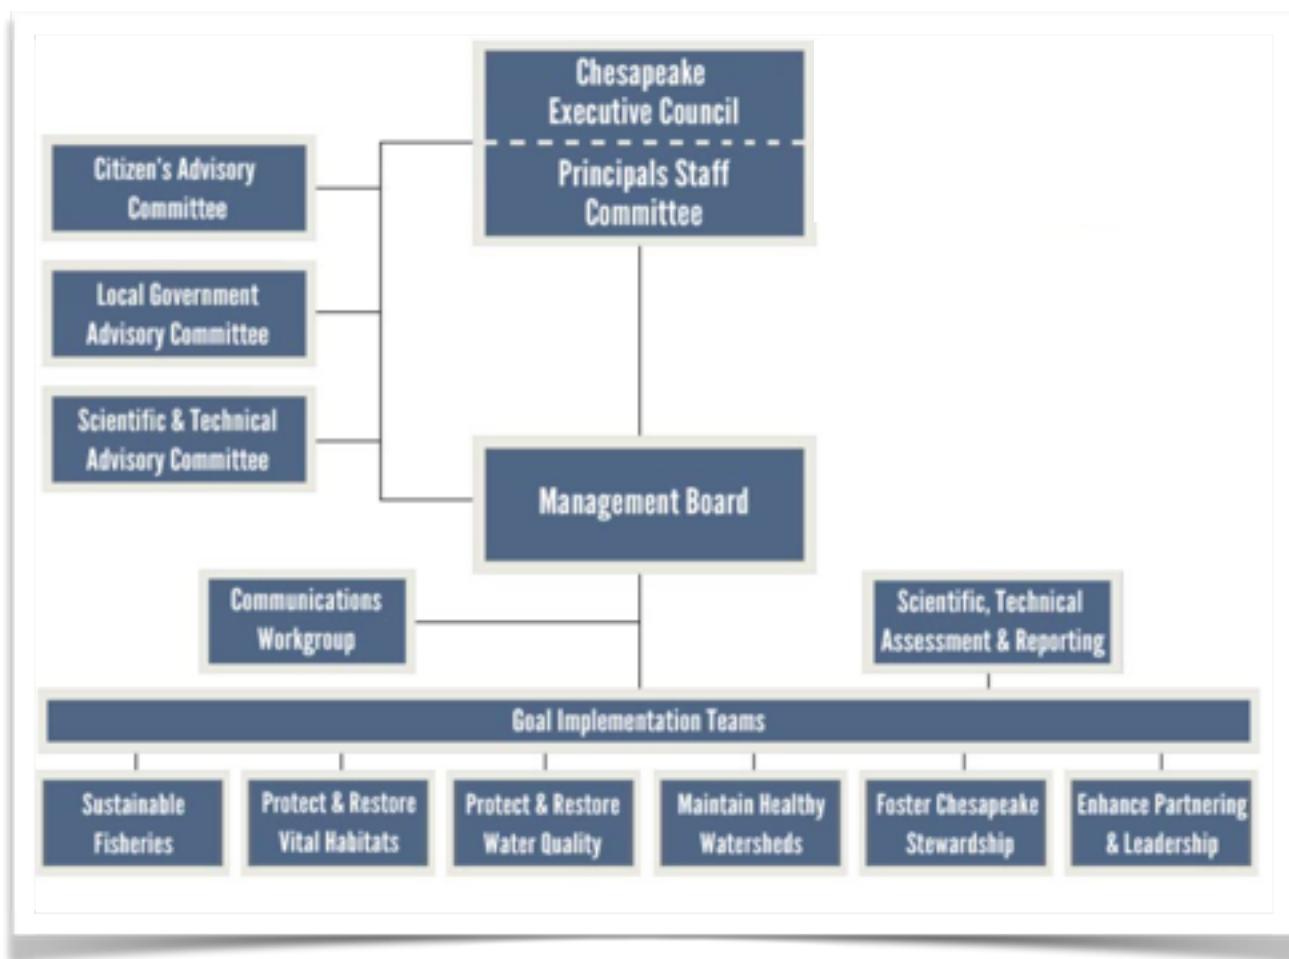 Chesapeake
Executive Council
Principals Staff
Committee
Citizen's Advisory
Committee
Local Government
Advisory Committee
Scientific & Technical
Advisory Committee
Management Board
Communications
Workgroup
Scientific, Technical
Assessment & Reporting
Goal Implementation Teams
Sustainable
Fisheries
Protect & Restore
Vital Habitats
Protect & Restore
Water Quality
Maintain Healthy
Watersheds
Foster Chesapeake
Stewardship
Enhance Partnering
& Leadership